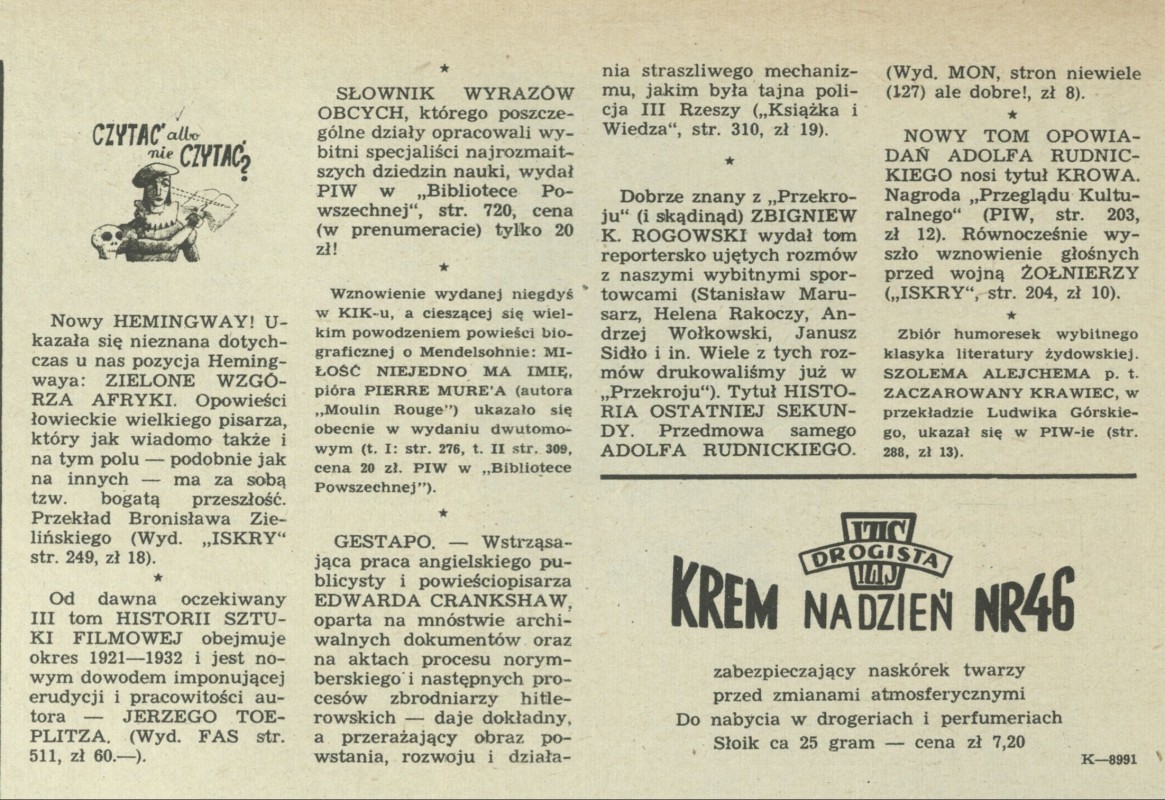 CZYTAĆ albo
nie CZYTAĆ?
Nowy HEMINGWAY! U-
kazała się nieznana dotych-
czas u nas pozycja Heming-
waya: ZIELONE WZGÓ-
RZA AFRYKI. Opowieści
łowieckie wielkiego pisarza,
który jak wiadomo także i
na tym polu — podobnie jak
na innych — ma za sobą
tzw. bogatą przeszłość.
Przekład Bronisława Zie-
lińskiego (Wyd. „ISKRY"
str. 249, zł 18).
★
Od dawna oczekiwany
III tom HISTORII SZTU-
KI FILMOWEJ obejmuje
okres 1921—1932 i jest no-
wym dowodem imponującej
erudycji i pracowitości au-
tora — JERZEGO TOE-
PLITZA. (Wyd. FAS str.
511, zł 60.—).
★
SŁOWNIK WYRAZÓW
OBCYCH, którego poszcze-
gólne działy opracowali wy-
bitni specjaliści najrozmait-
szych dziedzin nauki, wydał
PIW w „Bibliotece Po-
wszechnej", str. 720, cena
(w prenumeracie) tylko 20
zł!
★
Wznowienie wydanej niegdyś
w KIK-u, a cieszącej się wiel-
kim powodzeniem powieści bio-
graficznej o Mendelsohnie: MI-
ŁOŚĆ NIEJEDNO MA IMIĘ,
pióra PIERRE MURE'A (autora
„Moulin Rouge") ukazało się
obecnie w wydaniu dwutomo-
wym (t. I: str. 276, t. II str. 309,
cena 20 zł. PIW w „Bibliotece
Powszechnej").
★
GESTAPO. — Wstrząsa-
jąca praca angielskiego pu-
blicysty i powieściopisarza
EDWARDA CRANKSHAW,
oparta na mnóstwie archi-
walnych dokumentów oraz
na aktach procesu norym-
berskiego i następnych pro-
cesów zbrodniarzy hitle-
rowskich — daje dokładny,
a przerażający obraz po-
wstania, rozwoju i działa-
nia straszliwego mechaniz-
mu, jakim była tajna poli-
cja III Rzeszy („Książka i
Wiedza", str. 310, zł 19).
★
Dobrze znany z „Przekro-
ju" (i skądinąd) ZBIGNIEW
K. ROGOWSKI wydał tom
reportersko ujętych rozmów
z naszymi wybitnymi spor-
towcami (Stanisław Maru-
sarz, Helena Rakoczy, An-
drzej Wołkowski, Janusz
Sidło i in. Wiele z tych roz-
mów drukowaliśmy już w
„Przekroju"). Tytuł HISTO-
RIA OSTATNIEJ SEKUN-
DY. Przedmowa samego
ADOLFA RUDNICKIEGO.
(Wyd. MON, stron niewiele
(127) ale dobre!, zł 8).
★
NOWY TOM OPOWIA-
DAŃ ADOLFA RUDNIC-
KIEGO nosi tytuł KROWA.
Nagroda „Przeglądu Kultu-
ralnego" (PIW, str. 203,
zł 12). Równocześnie wy-
szło wznowienie głośnych
przed wojną ŻOŁNIERZY
(„ISKRY", str. 204, zł 10).
★
Zbiór humoresek wybitnego
klasyka literatury żydowskiej.
SZOLEMA ALEJCHEMA p. t.
ZACZAROWANY KRAWIEC, w
przekładzie Ludwika Górskie-
go, ukazał się w PIW-ie (str.
288, zł 13).
DROGISTA
KREM NA DZIEŃ NR46
zabezpieczający naskórek twarzy
przed zmianami atmosferycznymi
Do nabycia w drogeriach i perfumeriach
Słoik ca 25 gram — cena zł 7,20
K—8991